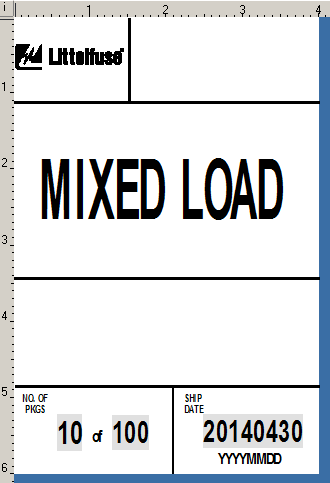 i
0 1 2 3 4
1
Littelfuse®
2
MIXED LOAD
3
4
5
NO. OF
PKGS
10 of 100
SHIP
DATE
20140430
YYYYMMDD
6